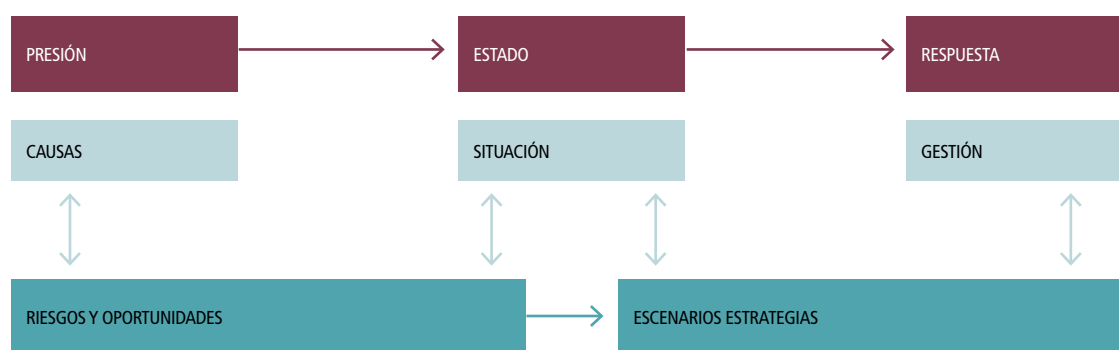 PRESIÓN
ESTADO
RESPUESTA
CAUSAS
SITUACIÓN
GESTIÓN
RIESGOS Y OPORTUNIDADES
ESCENARIOS ESTRATEGIAS